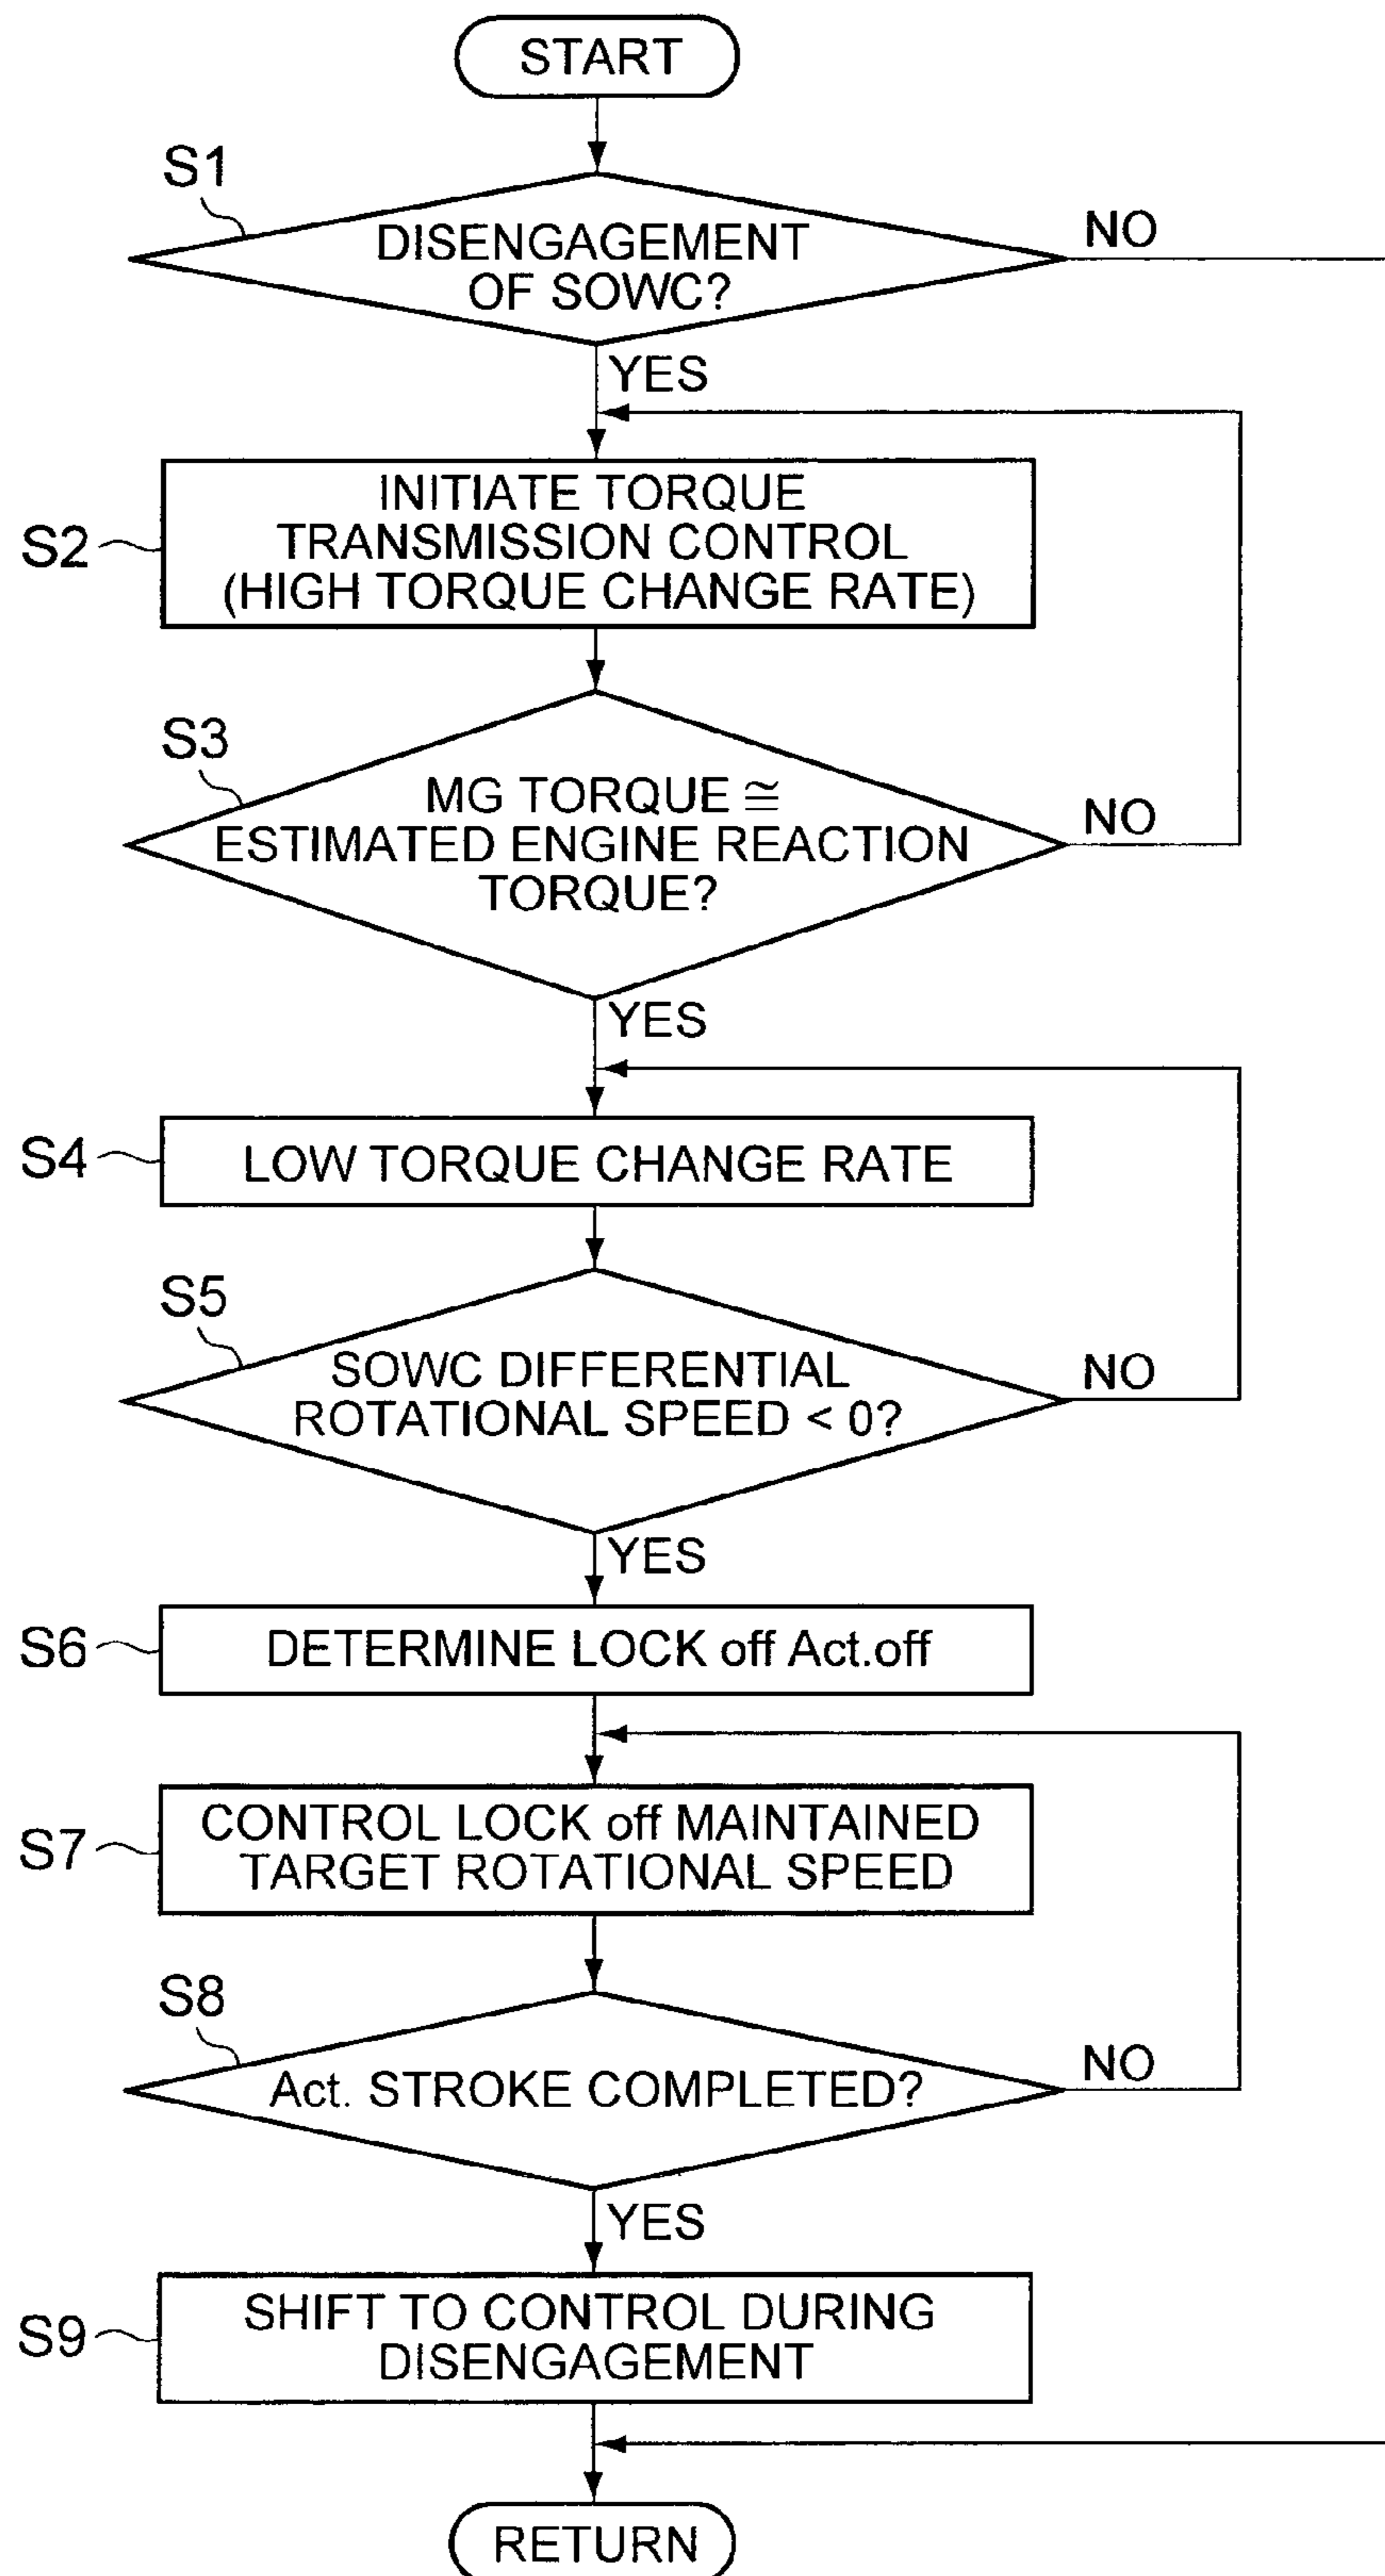 START
S1
DISENGAGEMENT
OF SOWC?
NO
YES
S2
INITIATE TORQUE
TRANSMISSION CONTROL
(HIGH TORQUE CHANGE RATE)
S3
MG TORQUE ≅
ESTIMATED ENGINE REACTION
TORQUE?
NO
YES
S4
LOW TORQUE CHANGE RATE
S5
SOWC DIFFERENTIAL
ROTATIONAL SPEED < 0?
NO
YES
S6
DETERMINE LOCK off Act.off
S7
CONTROL LOCK off MAINTAINED
TARGET ROTATIONAL SPEED
S8
Act. STROKE COMPLETED?
NO
YES
S9
SHIFT TO CONTROL DURING
DISENGAGEMENT
RETURN